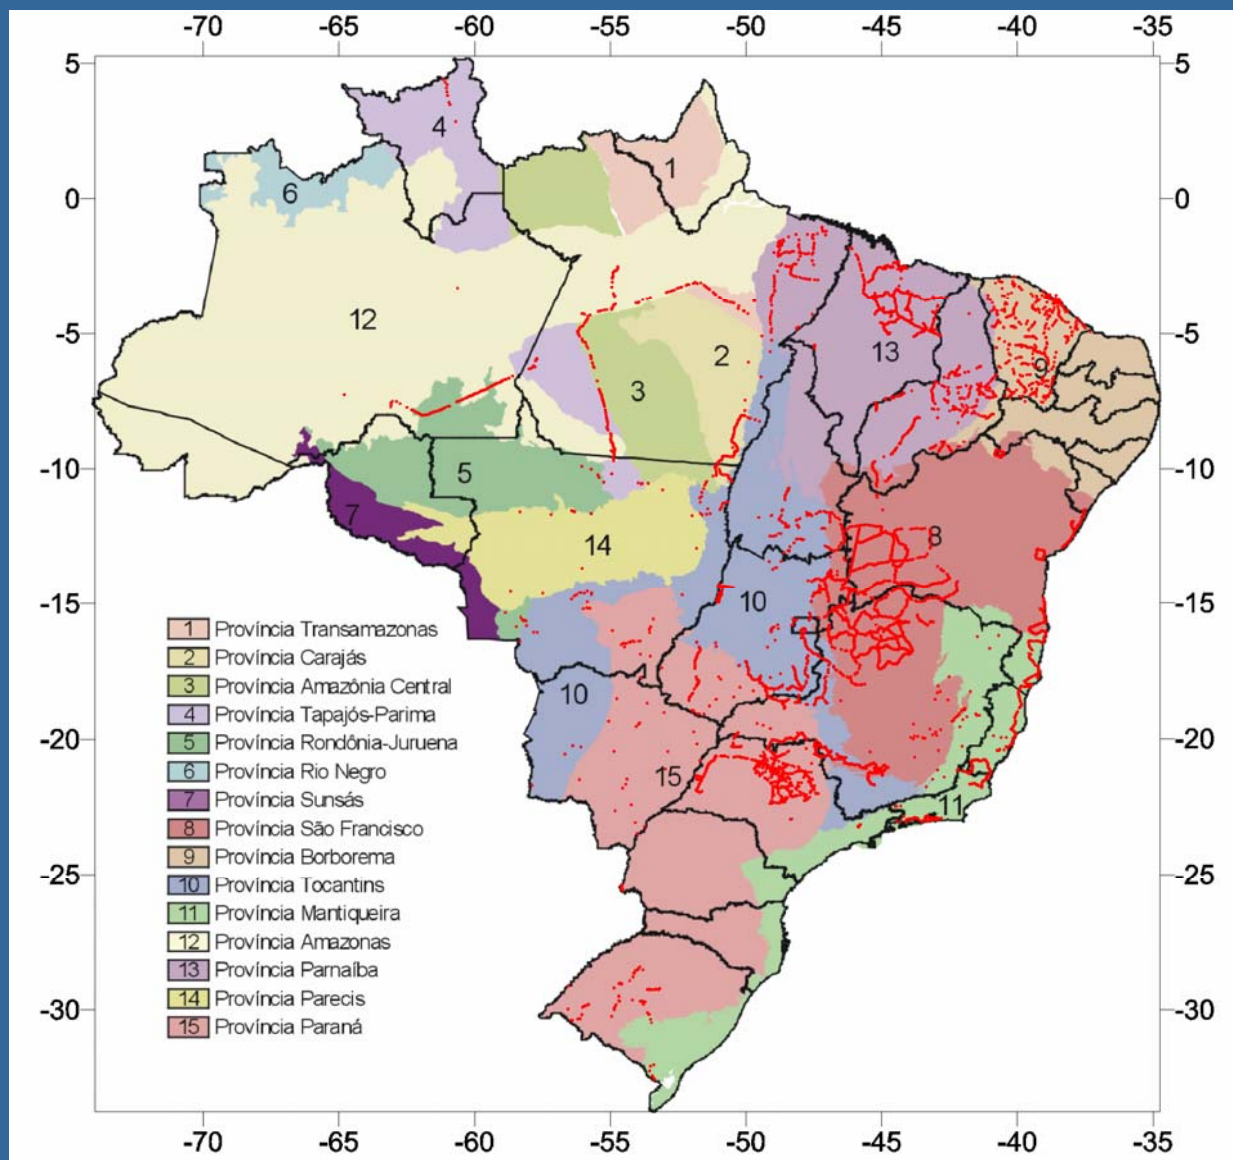 -70 -65 -60 -55 -50 -45 -40 -35
5 5
4
1
6 0 0
12
-5 13 -5
2
3 9
-10 5 -10
7 8
14
10
-15 -15
1 Província Transamazonas
2 Província Carajás
3 Província Amazônia Central
10
4 Província Tapajós-Parima
5 Província Rondônia-Juruena
-20 -20
6 Província Rio Negro
15
7 Província Sunsás
11
8 Província São Francisco
9 Província Borborema
-25 -25
10 Província Tocantins
11 Província Mantiqueira
12 Província Amazonas
13 Província Parnaíba
14 Província Parecis
-30 -30
15 Província Paraná
-70 -65 -60 -55 -50 -45 -40 -35